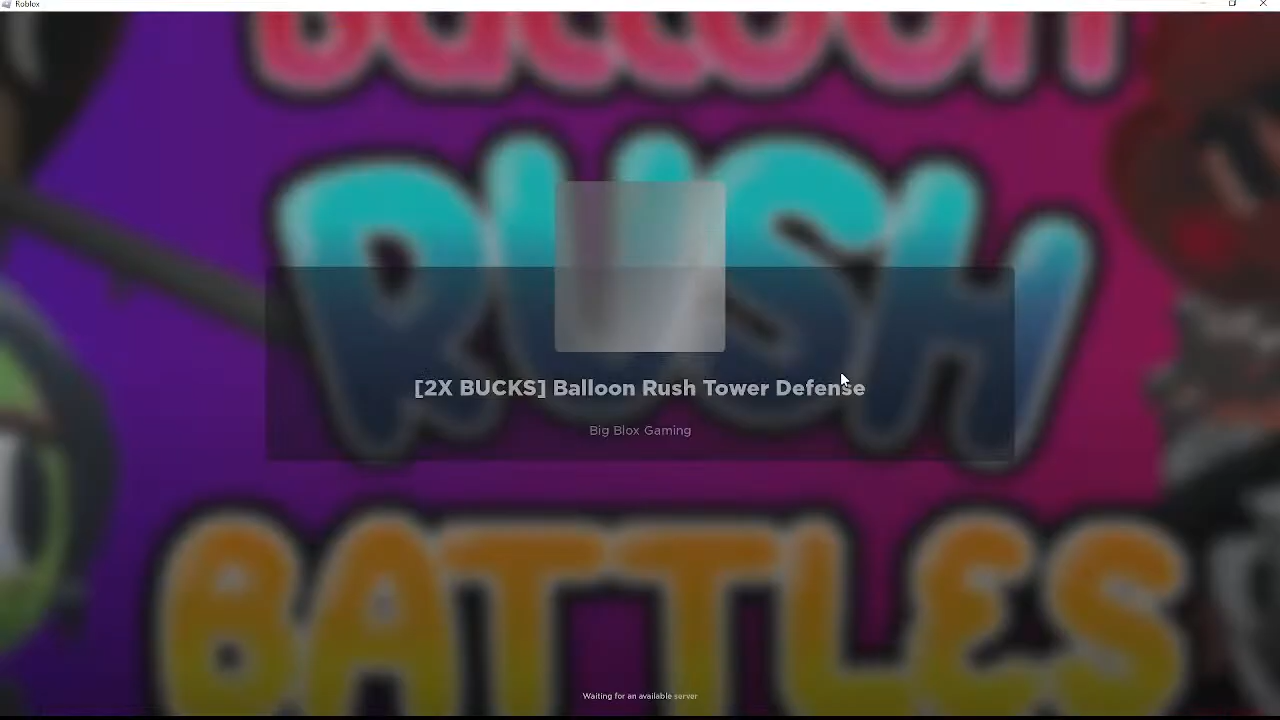 Roblox
Balloon
RUSH
[2X BUCKS] Balloon Rush Tower Defense
Big Blox Gaming
BATTLES
Waiting for an available server